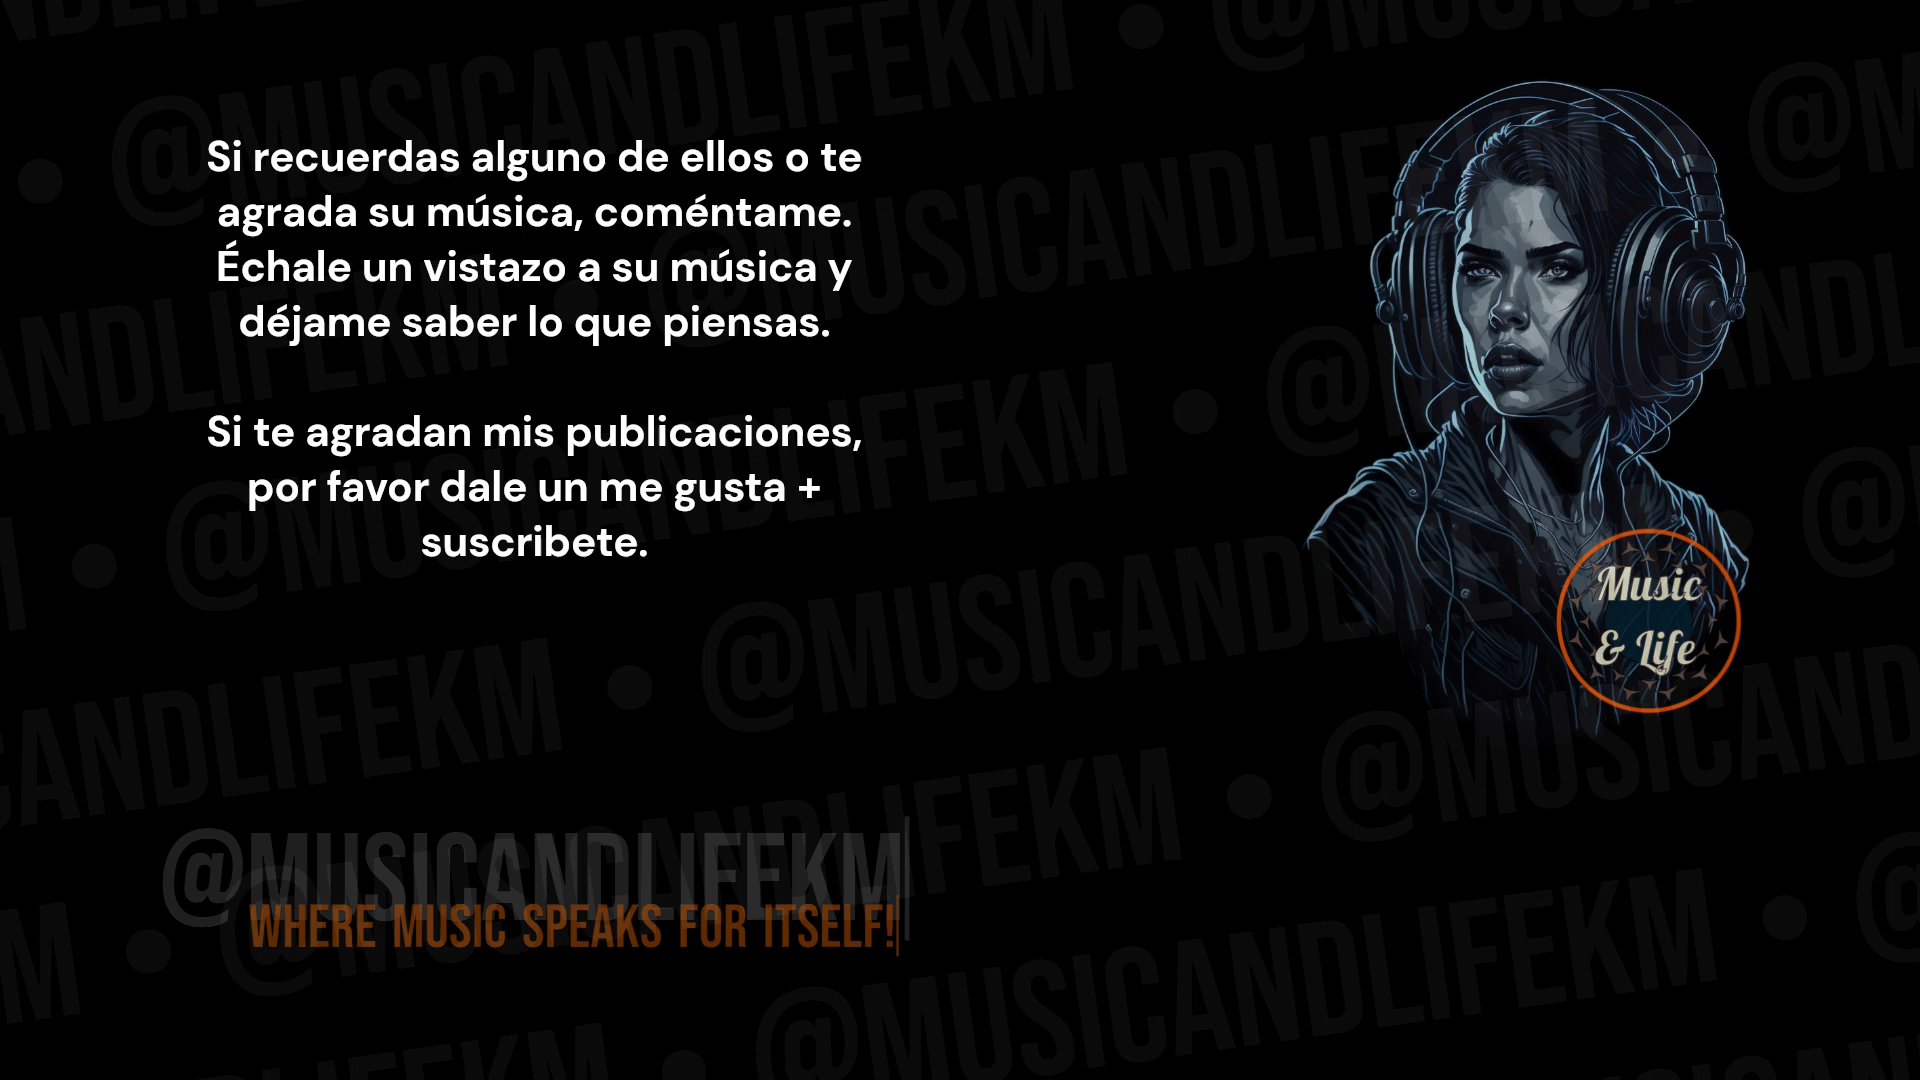 Si recuerdas alguno de ellos o te
agrada su música, coméntame.
Échale un vistazo a su música y
déjame saber lo que piensas.
Si te agradan mis publicaciones,
por favor dale un me gusta +
suscribete.
Music
& Life
@MUSICANDLIFEKM
WHERE MUSIC SPEAKS FOR ITSELF!